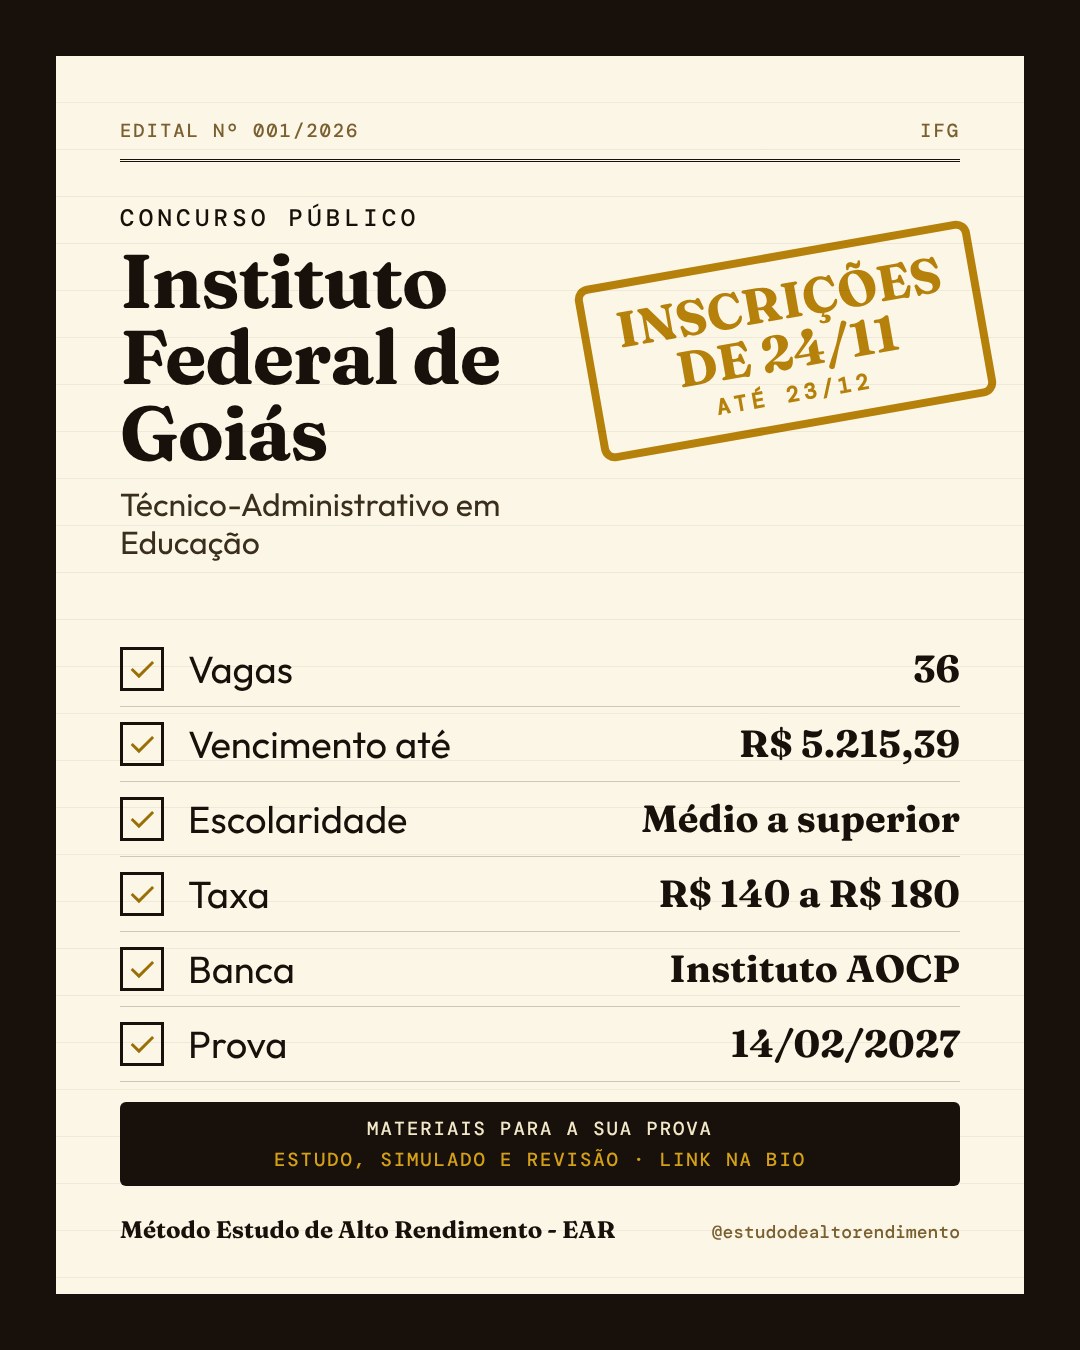 EDITAL Nº 001/2026
IFG
CONCURSO PÚBLICO
Instituto
Federal de
Goiás
INSCRIÇÕES
DE 24/11
ATÉ 23/12
Técnico-Administrativo em
Educação
Vagas 36
Vencimento até R$ 5.215,39
Escolaridade Médio a superior
Taxa R$ 140 a R$ 180
Banca Instituto AOCP
Prova 14/02/2027
MATERIAIS PARA A SUA PROVA
ESTUDO, SIMULADO E REVISÃO · LINK NA BIO
Método Estudo de Alto Rendimento - EAR
@estudodealtorendimento